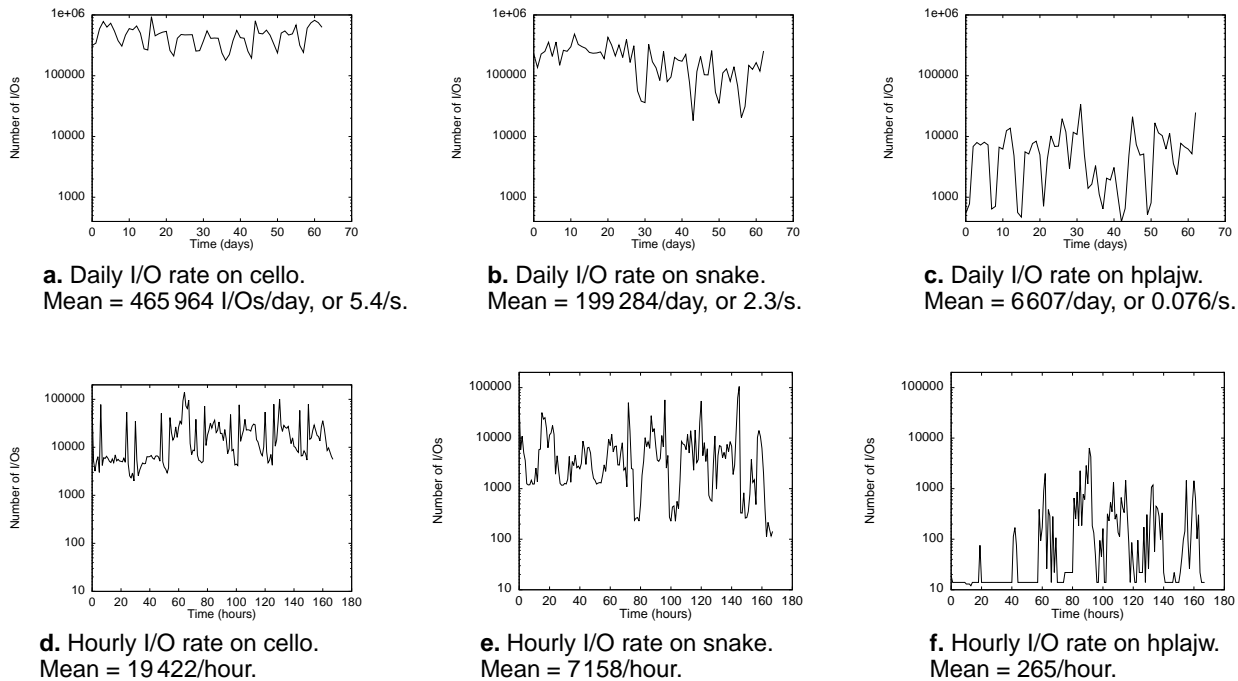 1e+06
100000
10000
1000
Number of I/Os
0 10 20 30 40 50 60 70
Time (days)
a. Daily I/O rate on cello.
Mean = 465 964 I/Os/day, or 5.4/s.
1e+06
100000
10000
1000
Number of I/Os
0 10 20 30 40 50 60 70
Time (days)
b. Daily I/O rate on snake.
Mean = 199 284/day, or 2.3/s.
1e+06
100000
10000
1000
Number of I/Os
0 10 20 30 40 50 60 70
Time (days)
c. Daily I/O rate on hplajw.
Mean = 6607/day, or 0.076/s.
100000
10000
1000
100
10
Number of I/Os
0 20 40 60 80 100 120 140 160 180
Time (hours)
d. Hourly I/O rate on cello.
Mean = 19 422/hour.
100000
10000
1000
100
10
Number of I/Os
0 20 40 60 80 100 120 140 160 180
Time (hours)
e. Hourly I/O rate on snake.
Mean = 7158/hour.
100000
10000
1000
100
10
Number of I/Os
0 20 40 60 80 100 120 140 160 180
Time (hours)
f. Hourly I/O rate on hplajw.
Mean = 265/hour.